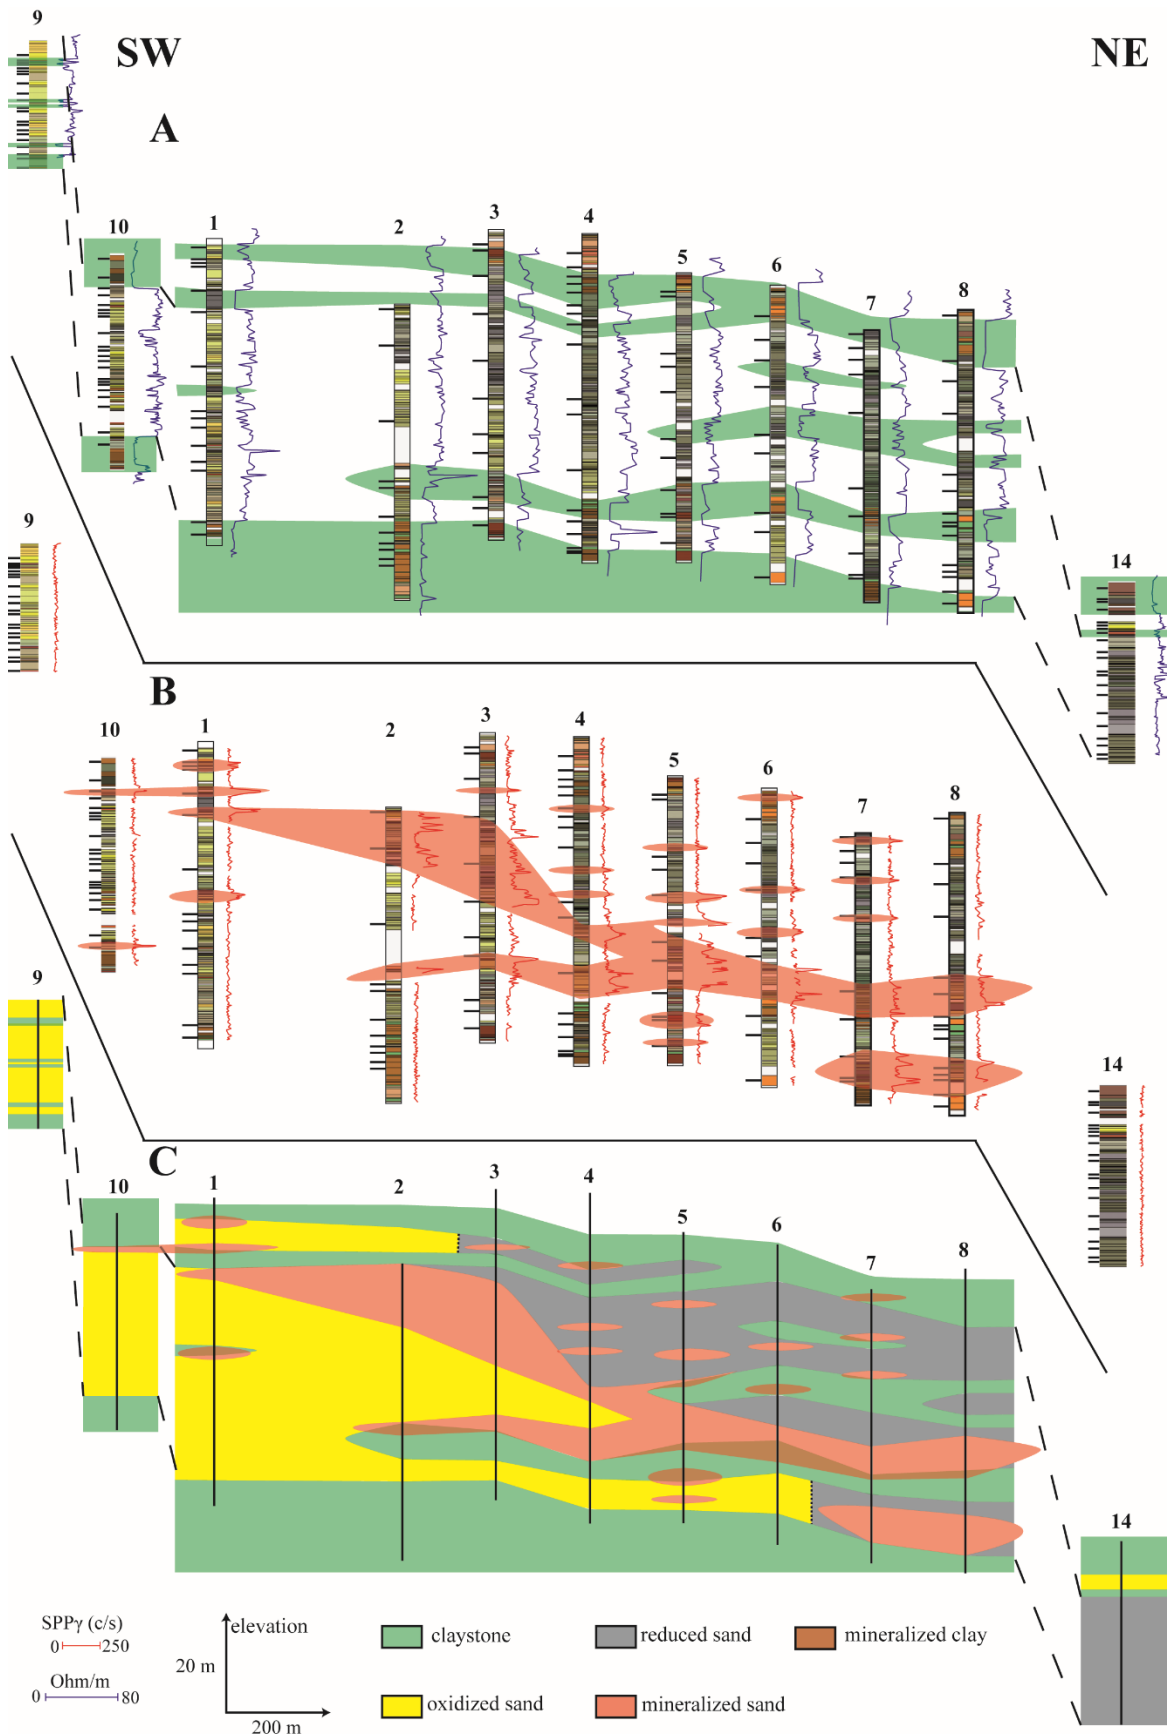 9
SW
NE
A
10
1
2
3
4
5
6
7
8
9
14
B
10
1
2
3
4
5
6
7
8
9
14
C
10
1
2
3
4
5
6
7
8
14
SPPγ (c/s)
0 250
Ohm/m
0 80
elevation
20 m
200 m
claystone
reduced sand
mineralized clay
oxidized sand
mineralized sand